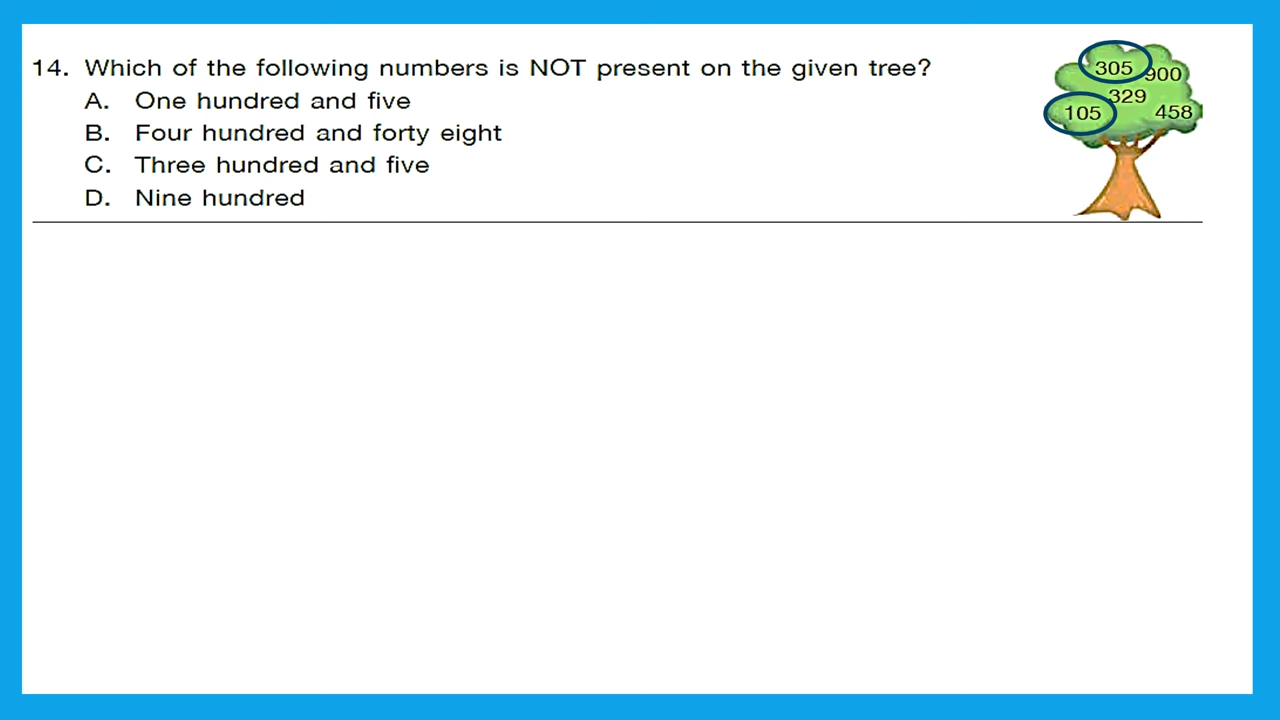 14. Which of the following numbers is NOT present on the given tree?
A. One hundred and five
B. Four hundred and forty eight
C. Three hundred and five
D. Nine hundred
305
900
329
105
458